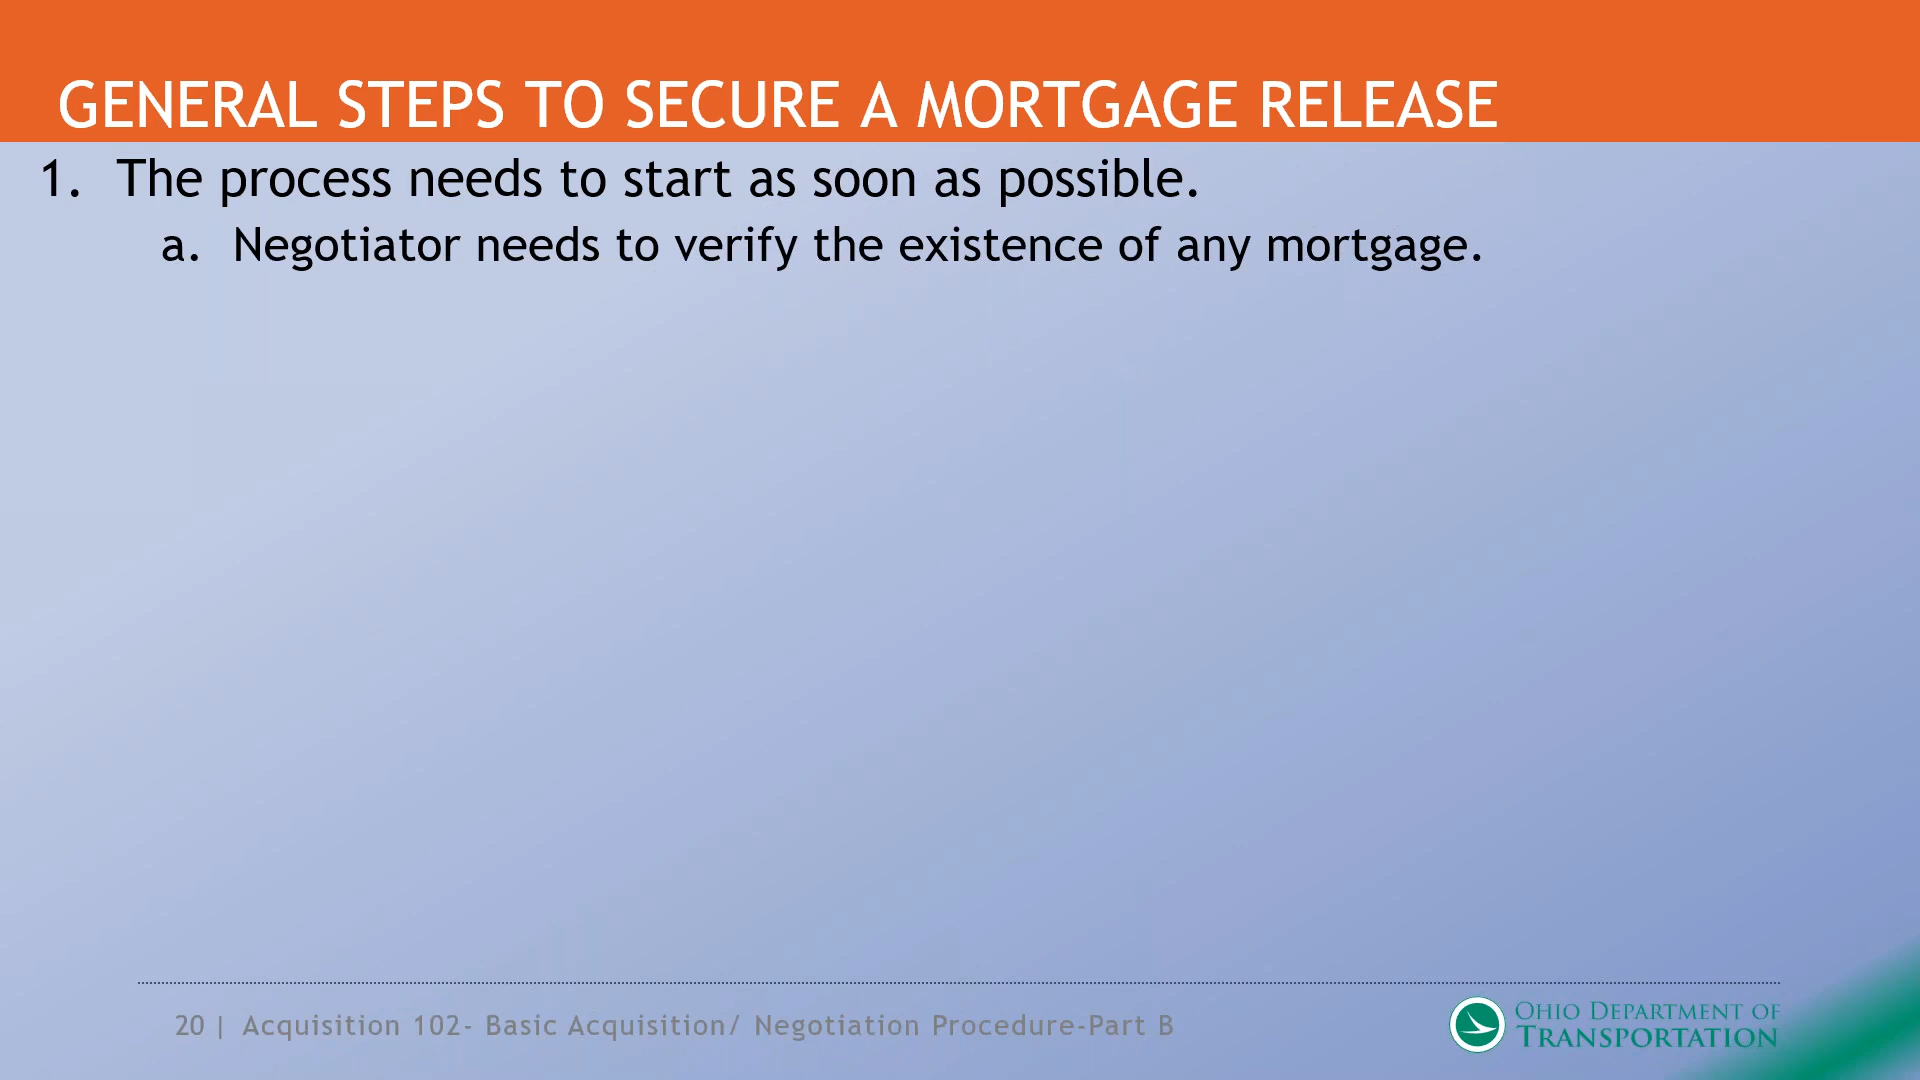 GENERAL STEPS TO SECURE A MORTGAGE RELEASE
1. The process needs to start as soon as possible.
a. Negotiator needs to verify the existence of any mortgage.
20 | Acquisition 102- Basic Acquisition/ Negotiation Procedure-Part B
OHIO DEPARTMENT OF
TRANSPORTATION